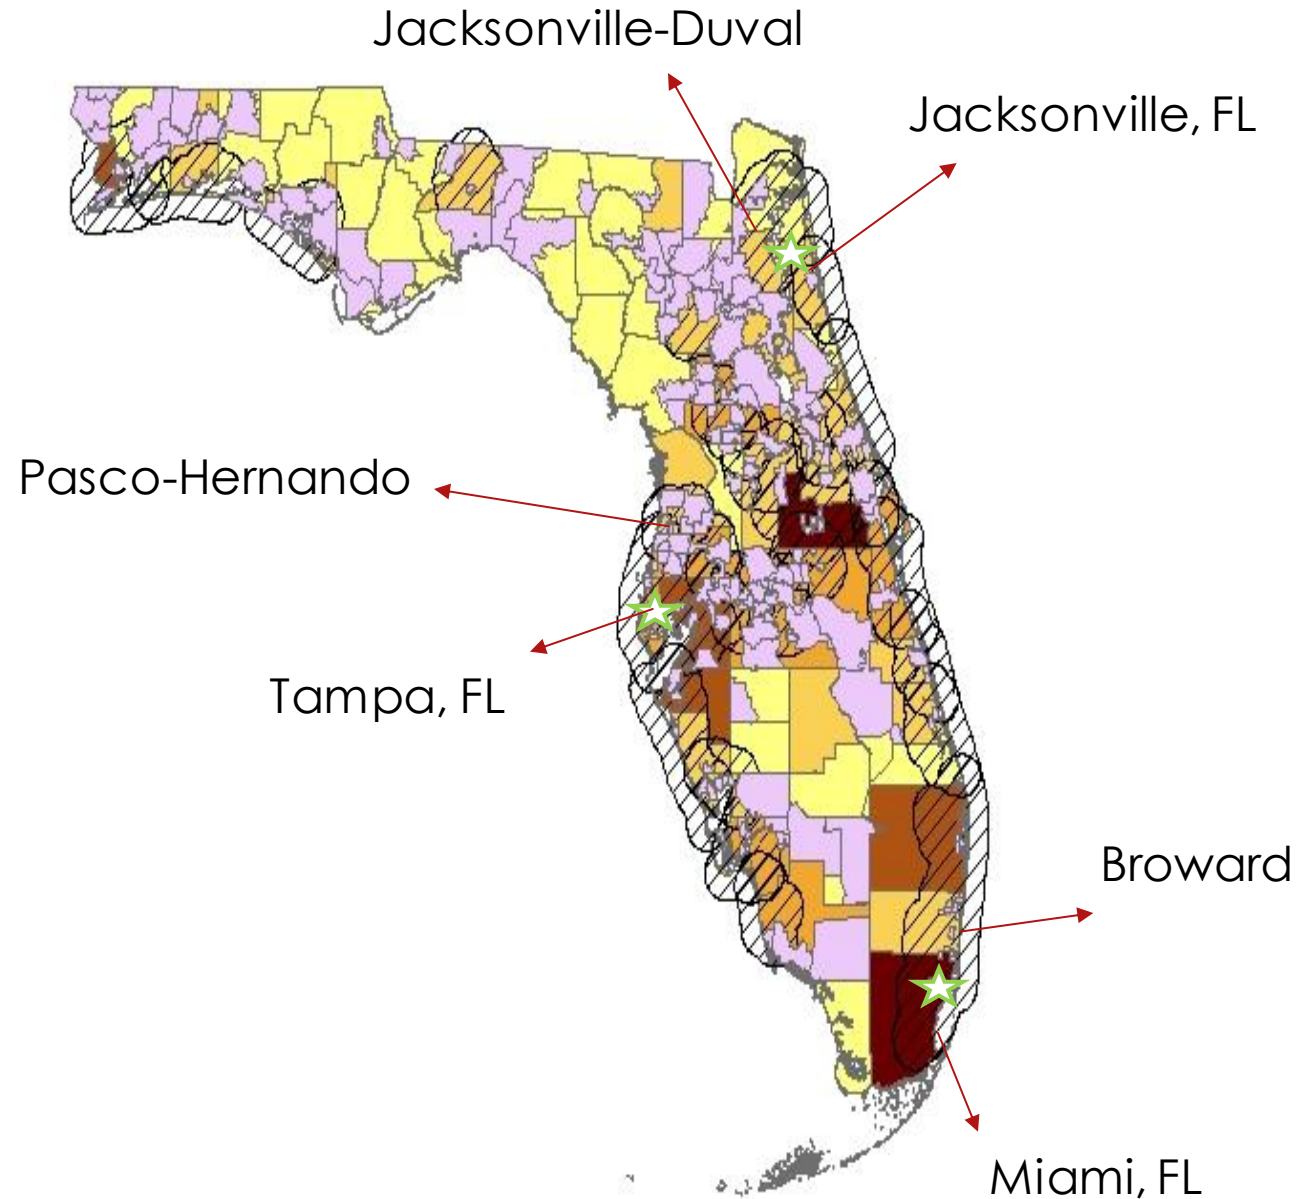 Jacksonville-Duval
Jacksonville, FL
Pasco-Hernando
Tampa, FL
Broward
Miami, FL